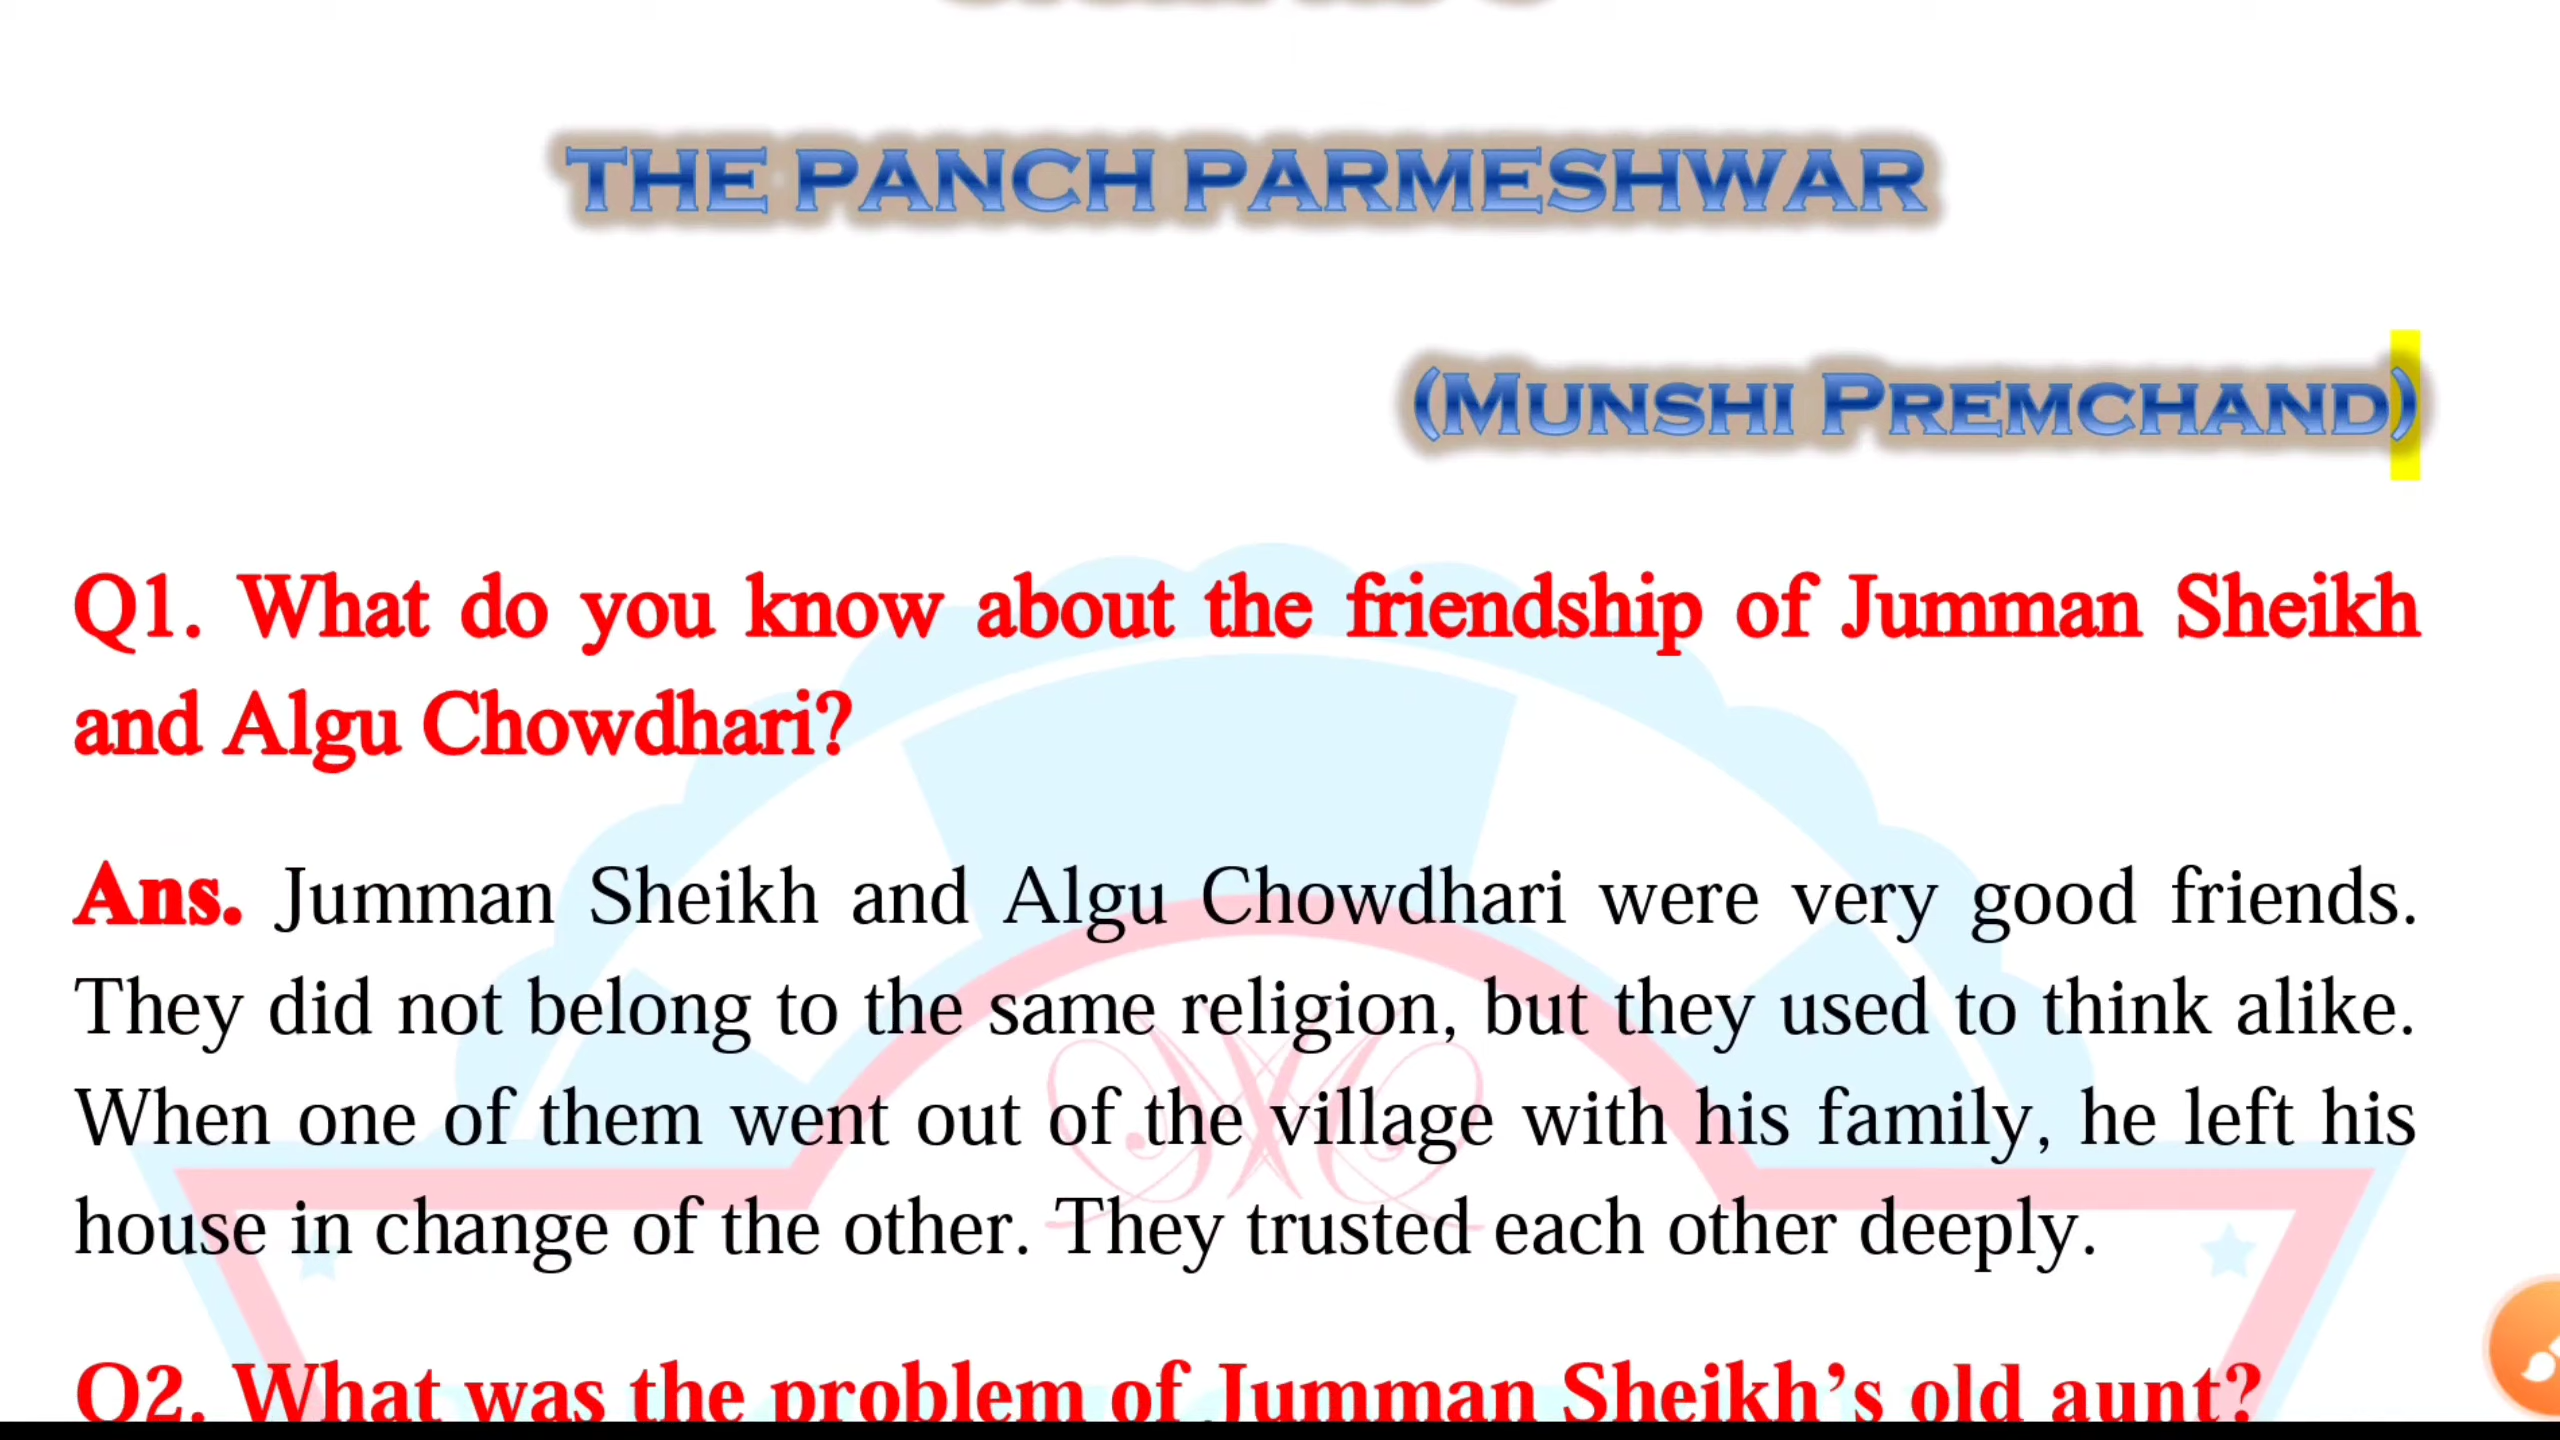 THE PANCH PARMESHWAR
(MUNSHI PREMCHAND)
Q1. What do you know about the friendship of Jumman Sheikh
and Algu Chowdhari?
Ans. Jumman Sheikh and Algu Chowdhari were very good friends.
They did not belong to the same religion, but they used to think alike.
When one of them went out of the village with his family, he left his
house in change of the other. They trusted each other deeply.
Q2. What was the problem of Jumman Sheikh's old aunt?